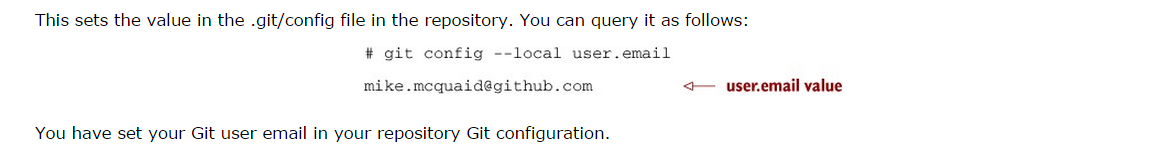 This sets the value in the .git/config file in the repository. You can query it as follows:
# git config --local user.email
mike.mcquaid@github.com user.email value
You have set your Git user email in your repository Git configuration.